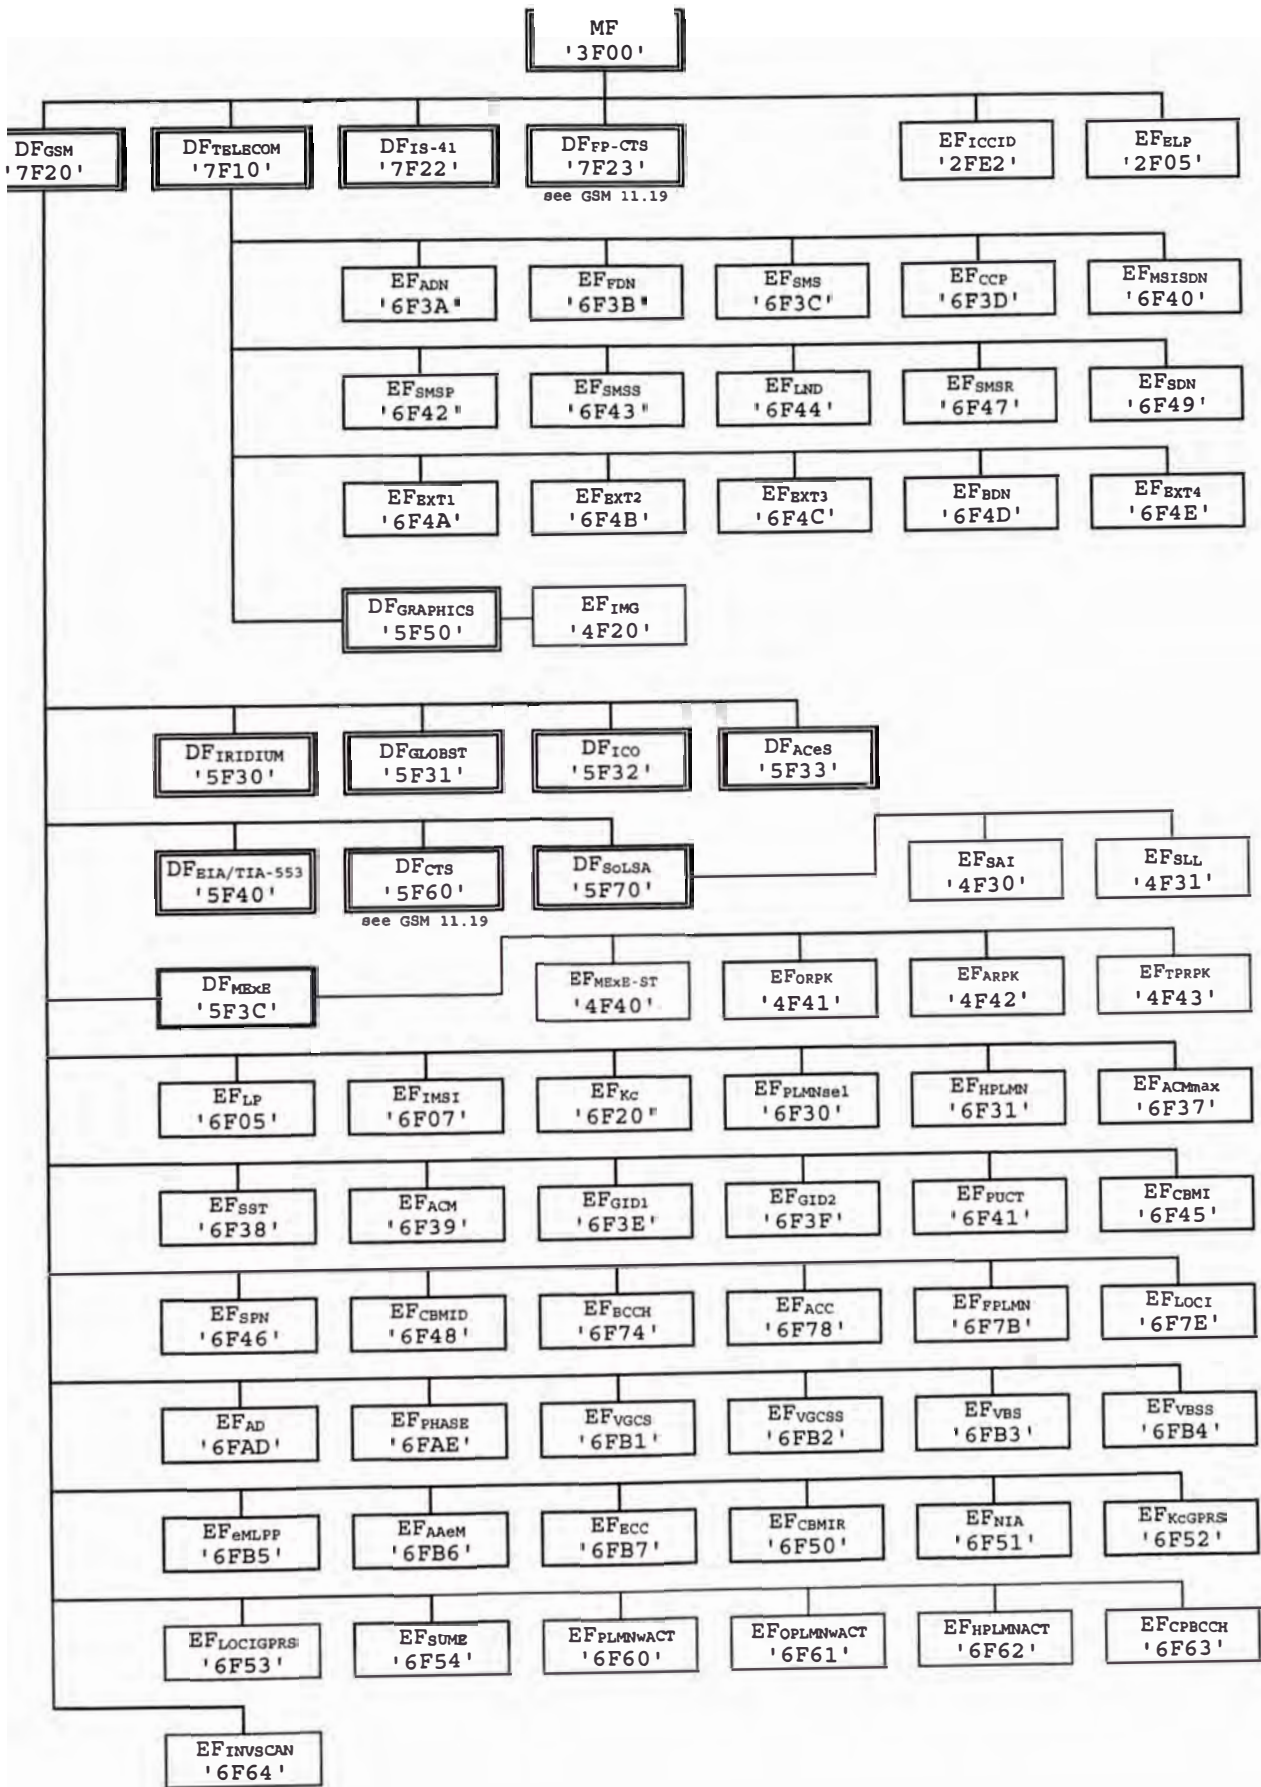 MF
'3F00'
DFGSM
'7F20'
DFTELECOM
'7F10'
DFIS-41
'7F22'
DFFP-CTS
'7F23'
see GSM 11.19
EFICCID
'2FE2'
EFELP
'2F05'
EFADN
'6F3A"
EFFDN
'6F3B"
EFSMS
'6F3C'
EFCCP
'6F3D'
EFMSISDN
'6F40'
EFSMSP
'6F42"
EFSMSS
'6F43"
EFLND
'6F44'
EFSMSR
'6F47'
EFSDN
'6F49'
EFEXT1
'6F4A'
EFEXT2
'6F4B'
EFEXT3
'6F4C'
EFBDN
'6F4D'
EFEXT4
'6F4E'
DFGRAPHICS
'5F50'
EFIMG
'4F20'
DFIRIDIUM
'5F30'
DFGLOBST
'5F31'
DFICO
'5F32'
DFACeS
'5F33'
DFEIA/TIA-553
'5F40'
DFCTS
'5F60'
see GSM 11.19
DFSoLSA
'5F70'
EFSAI
'4F30'
EFSLL
'4F31'
DFMExE
'5F3C'
EFMExE-ST
'4F40'
EFORPK
'4F41'
EFARPK
'4F42'
EFTPRPK
'4F43'
EFLP
'6F05'
EFIMSI
'6F07'
EFKc
'6F20"
EFPLMNsel
'6F30'
EFHPLMN
'6F31'
EFACMmax
'6F37'
EFSST
'6F38'
EFACM
'6F39'
EFGID1
'6F3E'
EFGID2
'6F3F'
EFPUCT
'6F41'
EFCBMI
'6F45'
EFSPN
'6F46'
EFCBMID
'6F48'
EFBCCH
'6F74'
EFACC
'6F78'
EFFPLMN
'6F7B'
EFLOCI
'6F7E'
EFAD
'6FAD'
EFPHASE
'6FAE'
EFVGCS
'6FB1'
EFVGCSS
'6FB2'
EFVBS
'6FB3'
EFVBSS
'6FB4'
EFeMLPP
'6FB5'
EFAAeM
'6FB6'
EFECC
'6FB7'
EFCBMIR
'6F50'
EFNIA
'6F51'
EFKcGPRS
'6F52'
EFLOCIGPRS
'6F53'
EFSUME
'6F54'
EFPLMNwACT
'6F60'
EFOPLMNwACT
'6F61'
EFHPLMNACT
'6F62'
EFCPBCCH
'6F63'
EFINVSCAN
'6F64'